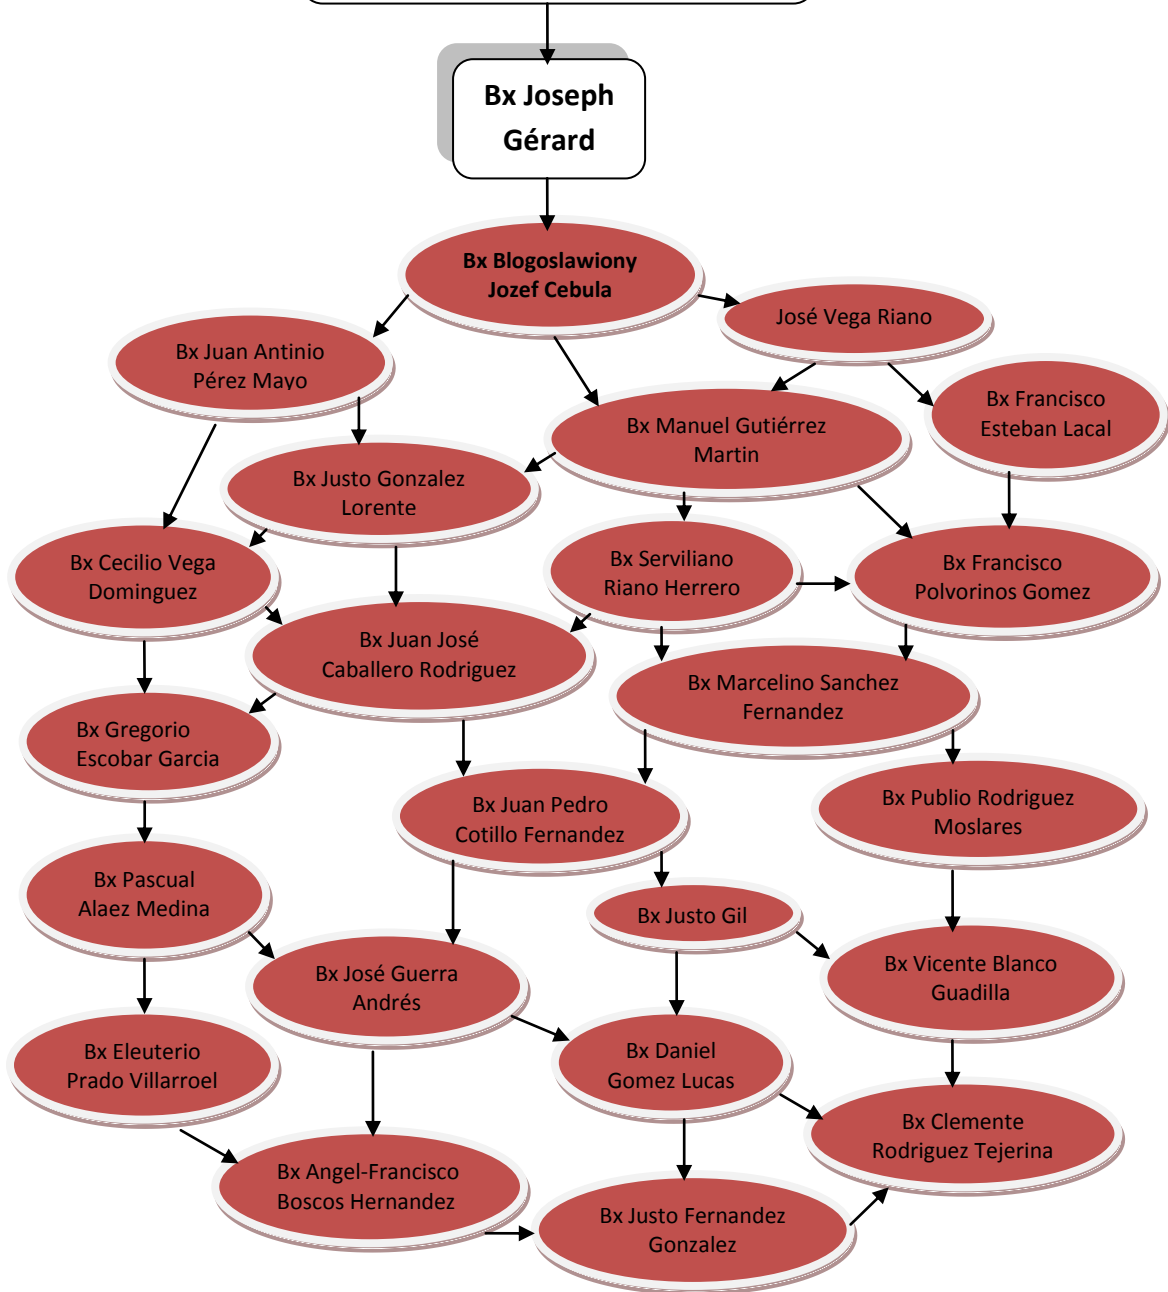 Bx Joseph
Gérard
Bx Blogoslawiony
Jozef Cebula
José Vega Riano
Bx Juan Antinio
Pérez Mayo
Bx Francisco
Esteban Lacal
Bx Manuel Gutiérrez
Martin
Bx Justo Gonzalez
Lorente
Bx Cecilio Vega
Dominguez
Bx Serviliano
Riano Herrero
Bx Francisco
Polvorinos Gomez
Bx Juan José
Caballero Rodriguez
Bx Marcelino Sanchez
Fernandez
Bx Gregorio
Escobar Garcia
Bx Juan Pedro
Cotillo Fernandez
Bx Publio Rodriguez
Moslares
Bx Pascual
Alaez Medina
Bx Justo Gil
Bx José Guerra
Andrés
Bx Vicente Blanco
Guadilla
Bx Eleuterio
Prado Villarroel
Bx Daniel
Gomez Lucas
Bx Clemente
Rodriguez Tejerina
Bx Angel-Francisco
Boscos Hernandez
Bx Justo Fernandez
Gonzalez